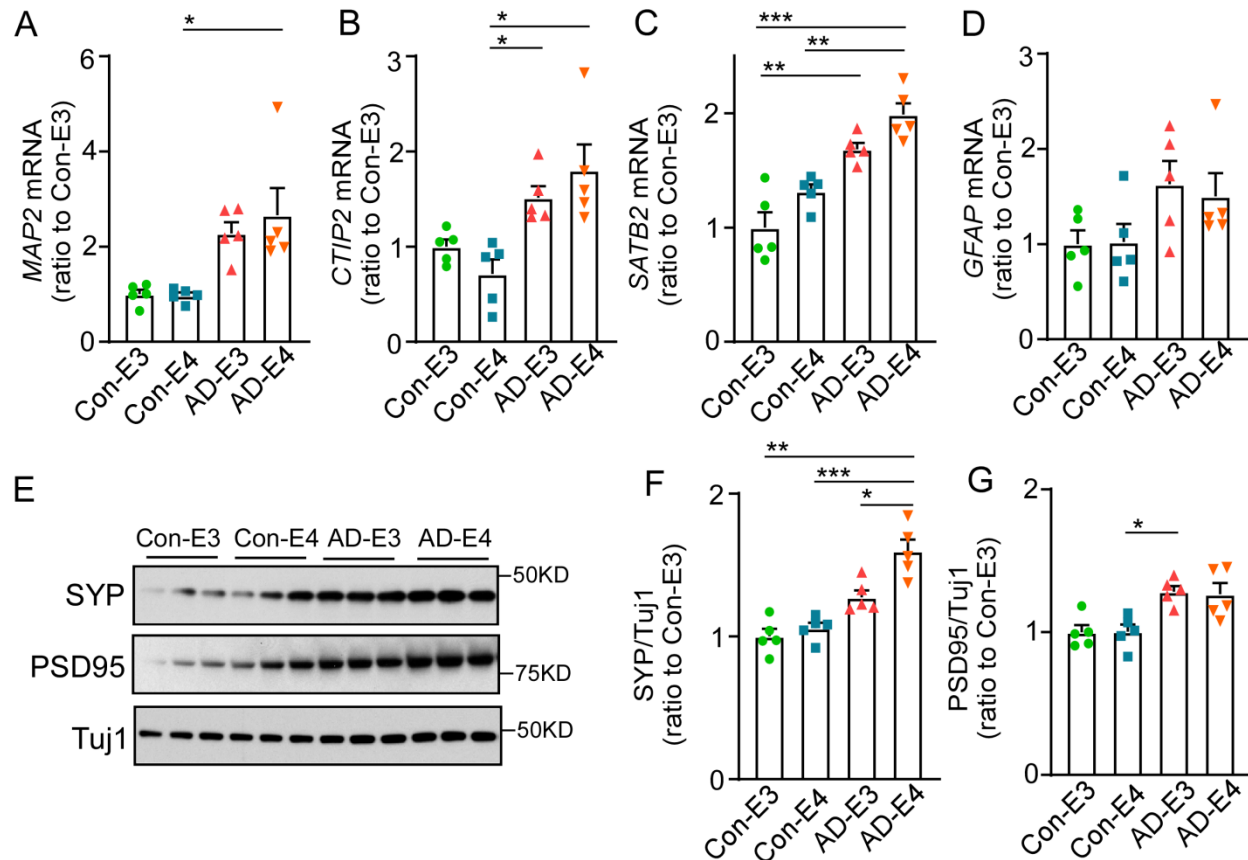 A
*
MAP2 mRNA
(ratio to Con-E3)
6
4
2
0
Con-E3
Con-E4
AD-E3
AD-E4
B
*
*
CTIP2 mRNA
(ratio to Con-E3)
3
2
1
0
Con-E3
Con-E4
AD-E3
AD-E4
C
***
**
**
SATB2 mRNA
(ratio to Con-E3)
2
1
0
Con-E3
Con-E4
AD-E3
AD-E4
D
GFAP mRNA
(ratio to Con-E3)
3
2
1
0
Con-E3
Con-E4
AD-E3
AD-E4
E
Con-E3 Con-E4 AD-E3 AD-E4
SYP
50KD
PSD95
75KD
Tuj1
50KD
F
**
***
*
SYP/Tuj1
(ratio to Con-E3)
2
1
0
Con-E3
Con-E4
AD-E3
AD-E4
G
*
PSD95/Tuj1
(ratio to Con-E3)
2
1
0
Con-E3
Con-E4
AD-E3
AD-E4